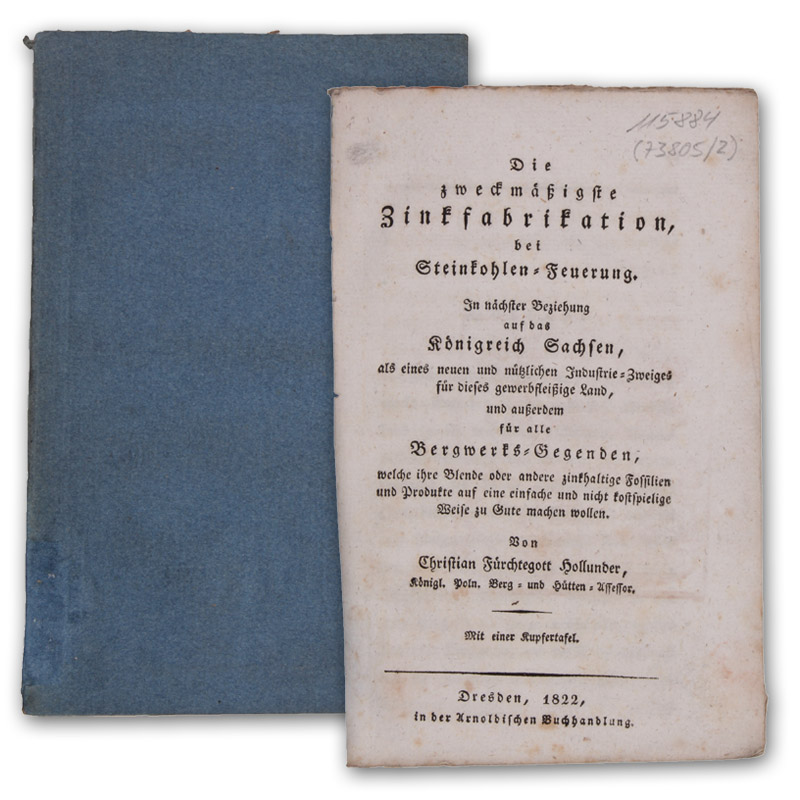 115884
(73805/2)
Die
zweckmäßigste
Zinkfabrikation,
bei
Steinkohlen-Feuerung.
In nächster Beziehung
auf das
Königreich Sachsen,
als eines neuen und nützlichen Industrie-Zweiges
für dieses gewerbfleißige Land,
und außerdem
für alle
Bergwerks-Gegenden,
welche ihre Blende oder andere zinkhaltige Fossilien
und Produkte auf eine einfache und nicht kostspielige
Weise zu Gute machen wollen.
Von
Christian Fürchtegott Hollunder,
Königl. Poln. Berg- und Hütten-Assessor.
Mit einer Kupfertafel.
Dresden, 1822,
in der Arnoldischen Buchhandlung.